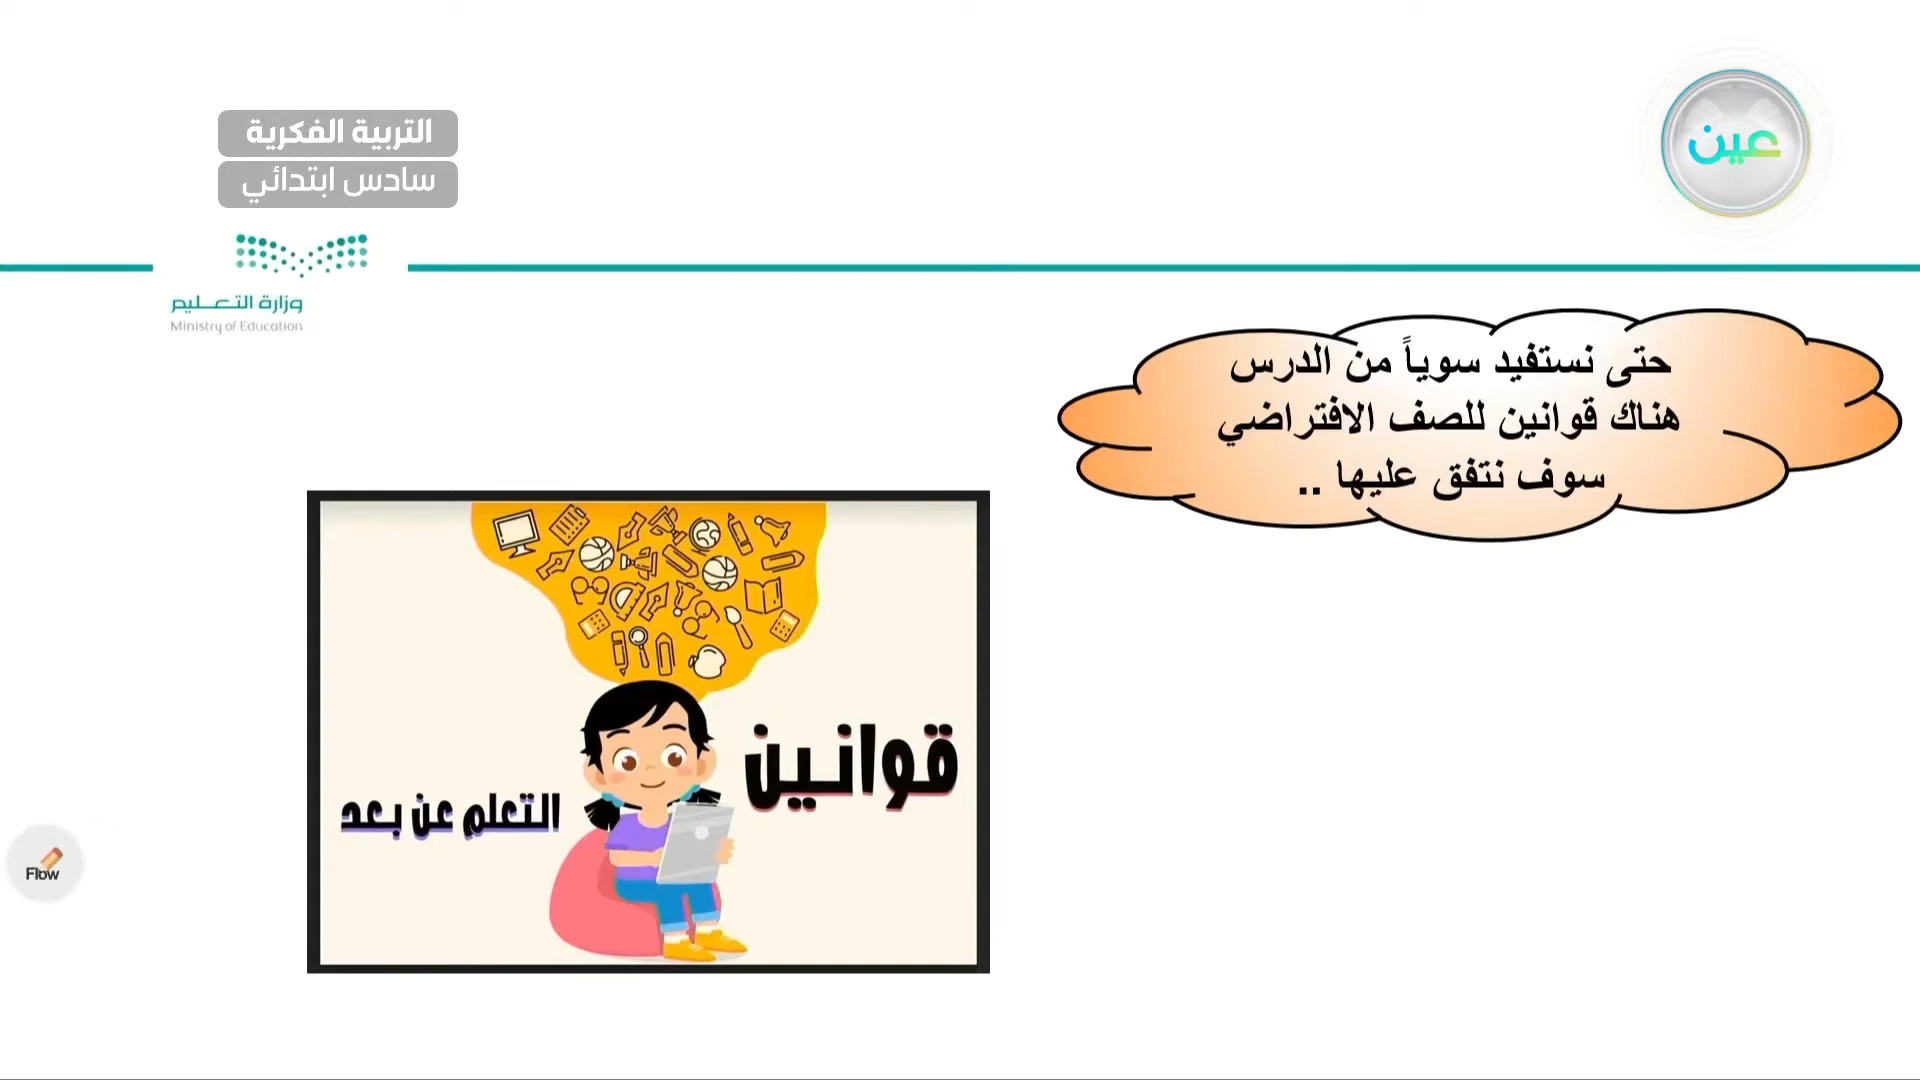 عين
التربية الفكرية
سادس ابتدائي
وزارة التعليم
Ministry of Education
حتى نستفيد سوياً من الدرس
هناك قوانين للصف الافتراضي
سوف نتفق عليها ..
قوانين
التعلم عن بعد
Flow